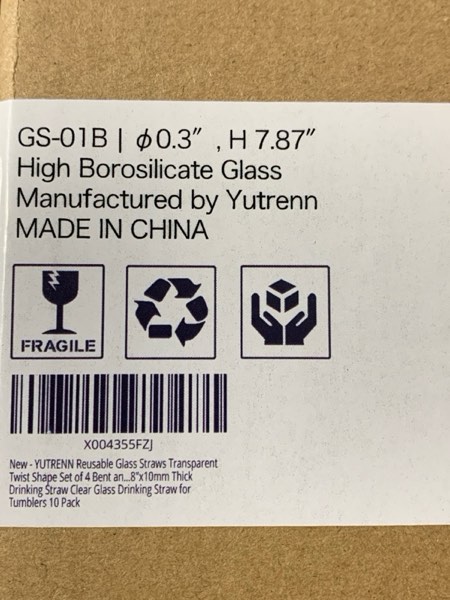 GS-01B | ϕ0.3″ , H 7.87″
High Borosilicate Glass
Manufactured by Yutrenn
MADE IN CHINA
FRAGILE
X004355FZJ
New - YUTRENN Reusable Glass Straws Transparent
Twist Shape Set of 4 Bent an...8"x10mm Thick
Drinking Straw Clear Glass Drinking Straw for
Tumblers 10 Pack